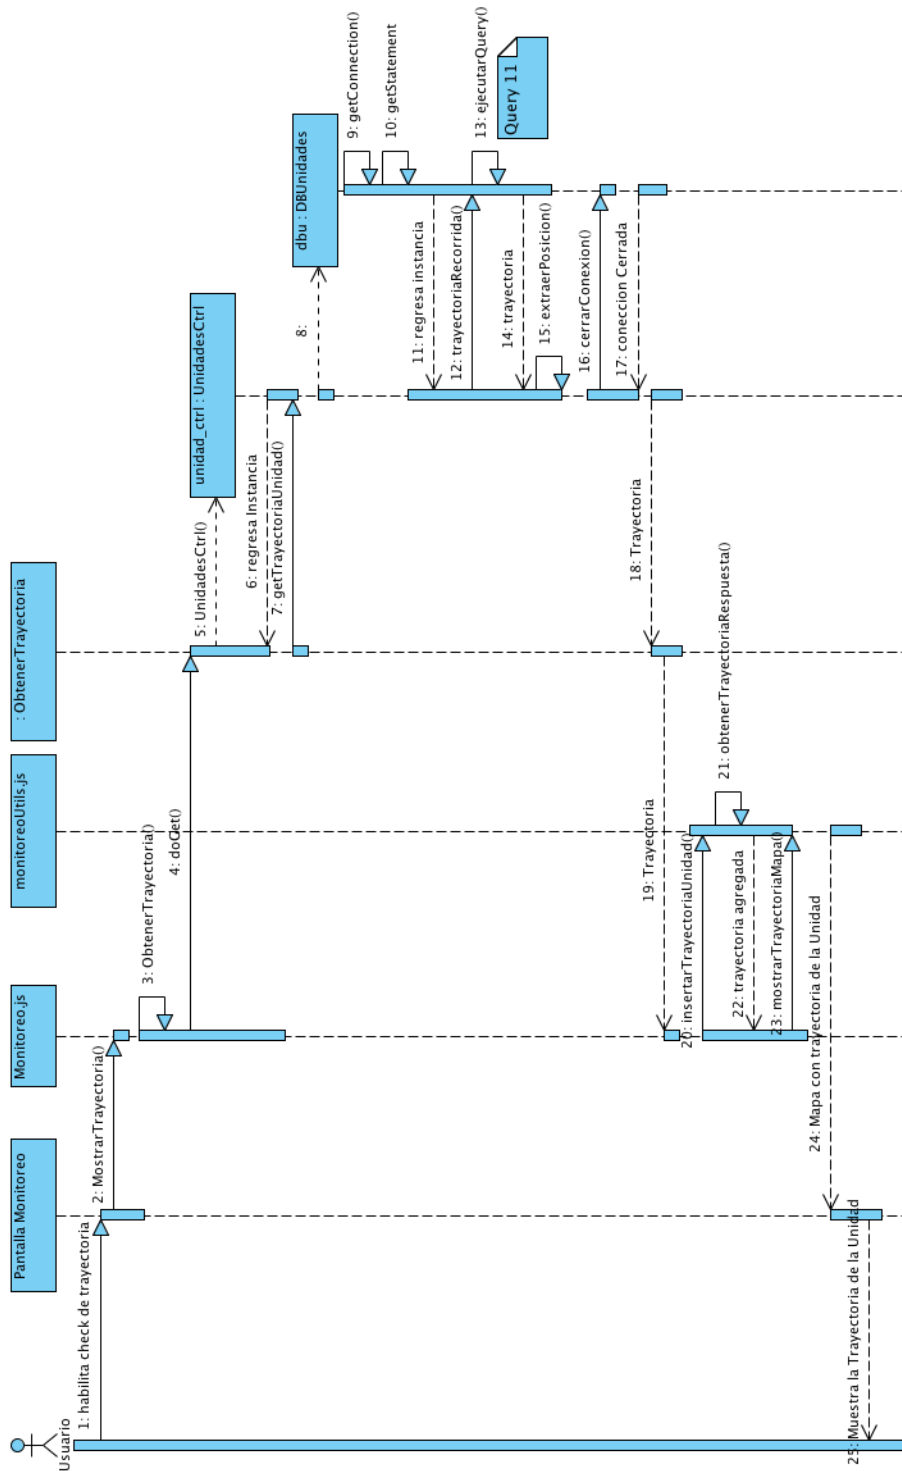 Usuario
Pantalla Monitoreo
Monitoreo.js
monitoreoUtils.js
: ObtenerTrayectoria
unidad_ctrl : UnidadesCtrl
dbu : DBUnidades
1: habilita check de trayectoria
2: MostrarTrayectoria()
3: ObtenerTrayectoria()
4: doGet()
5: UnidadesCtrl()
6: regresa Instancia
7: getTrayectoriaUnidad()
8:
9: getConnection()
10: getStatement
11: regresa instancia
12: trayectoriaRecorrida()
13: ejecutarQuery()
Query 11
14: trayectoria
15: extraerPosicion()
16: cerrarConexion()
17: coneccion Cerrada
18: Trayectoria
19: Trayectoria
20: insertarTrayectoriaUnidad()
21: obtenerTrayectoriaRespuesta()
22: trayectoria agregada
23: mostrarTrayectoriaMapa()
24: Mapa con trayectoria de la Unidad
25: Muestra la Trayectoria de la Unidad